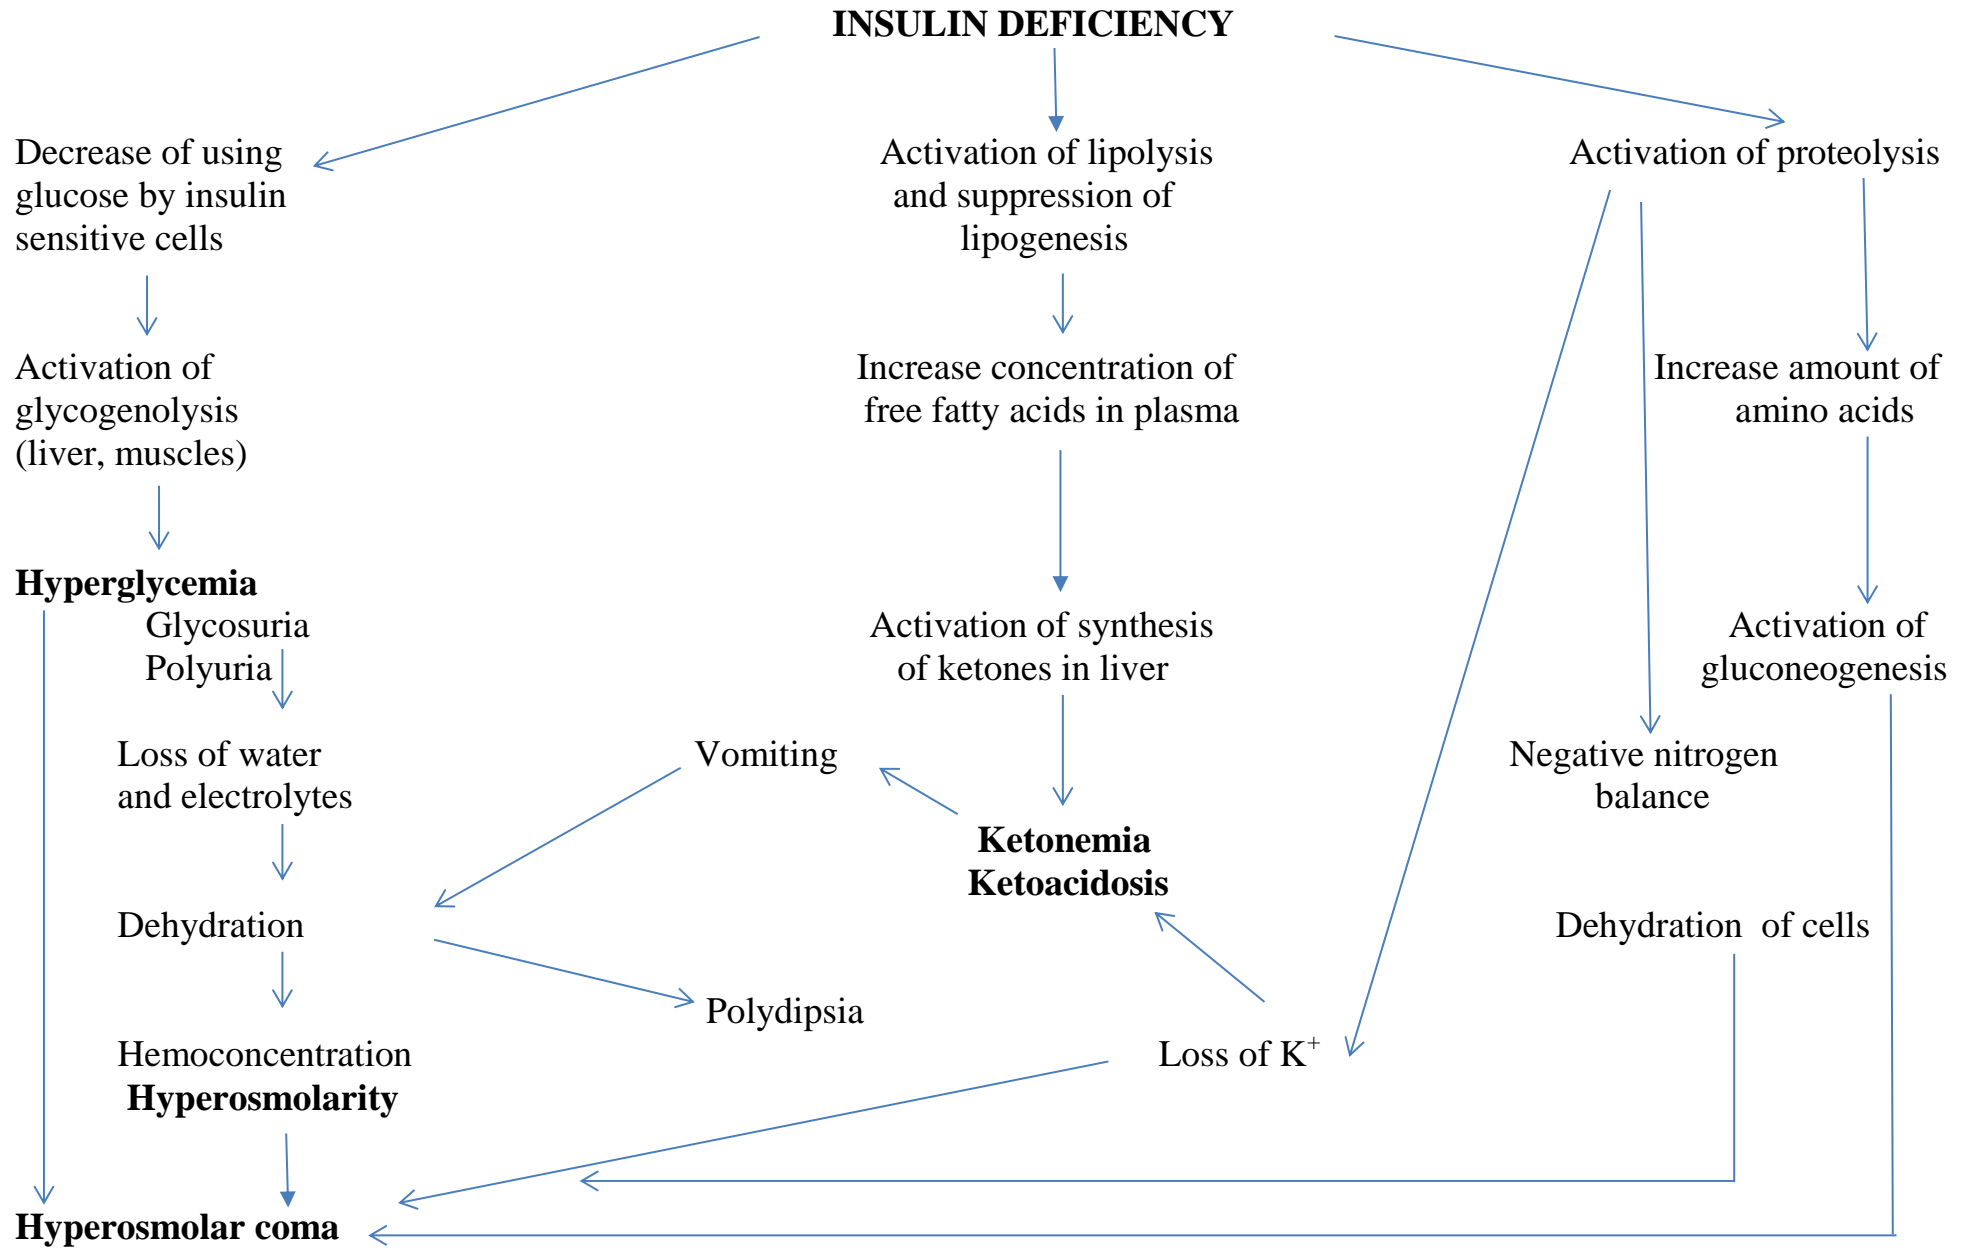 INSULIN DEFICIENCY
Decrease of using
glucose by insulin
sensitive cells
Activation of lipolysis
and suppression of
lipogenesis
Activation of proteolysis
Activation of
glycogenolysis
(liver, muscles)
Increase concentration of
free fatty acids in plasma
Increase amount of
amino acids
Hyperglycemia
Glycosuria
Polyuria
Activation of synthesis
of ketones in liver
Activation of
gluconeogenesis
Loss of water
and electrolytes
Vomiting
Negative nitrogen
balance
Ketonemia
Ketoacidosis
Dehydration
Dehydration of cells
Polydipsia
Hemoconcentration
Hyperosmolarity
Loss of K⁺
Hyperosmolar coma